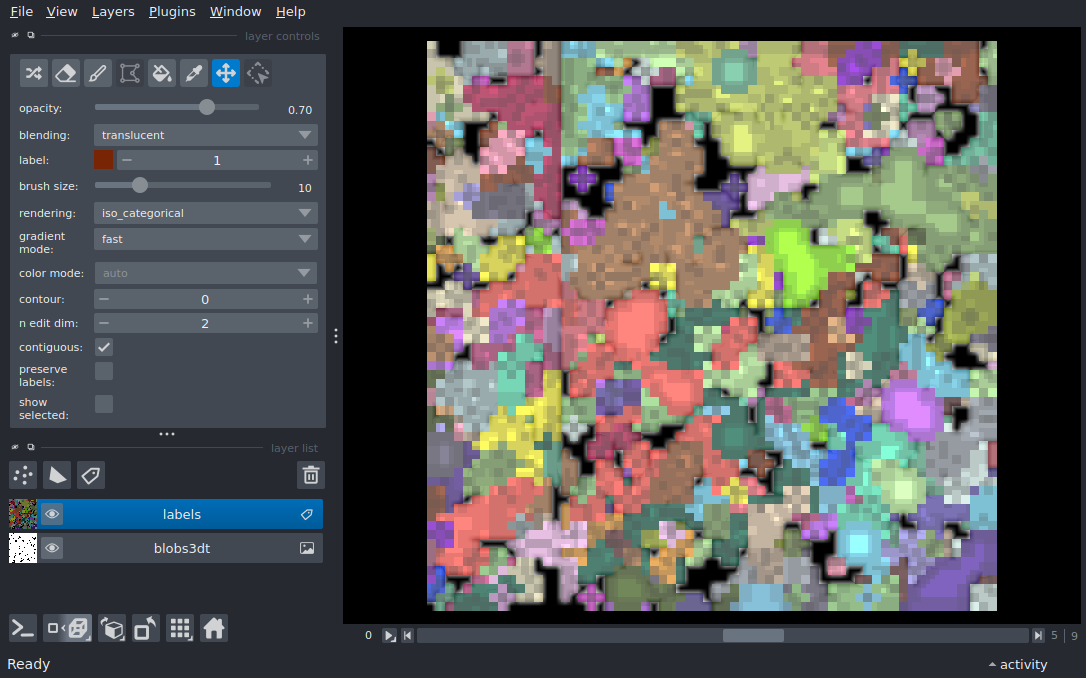 File View Layers Plugins Window Help
layer controls
opacity: 0.70
blending: translucent
label: 1
brush size: 10
rendering: iso_categorical
gradient
mode: fast
color mode: auto
contour: 0
n edit dim: 2
contiguous:
preserve
labels:
show
selected:
layer list
labels
blobs3dt
0 5 9
Ready
activity